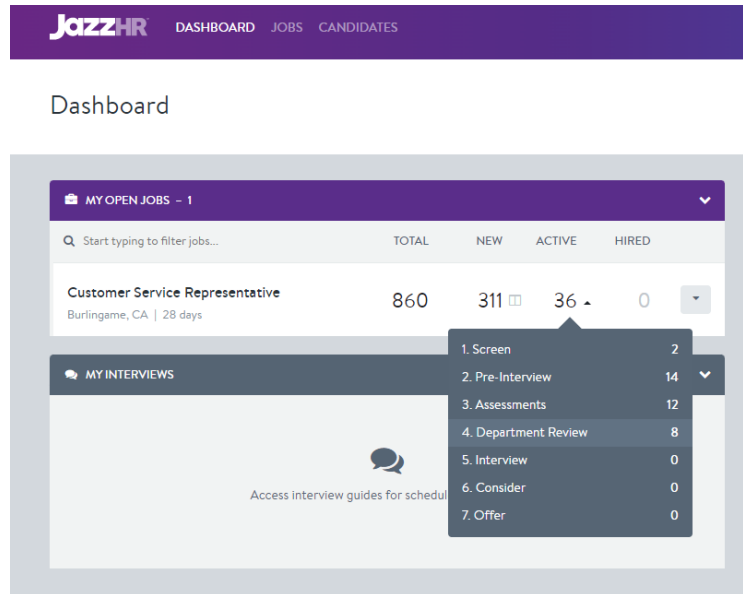 JazzHR DASHBOARD JOBS CANDIDATES
Dashboard
MY OPEN JOBS – 1
Start typing to filter jobs... TOTAL NEW ACTIVE HIRED
Customer Service Representative 860 311 36 0
Burlingame, CA | 28 days
1. Screen 2
MY INTERVIEWS
2. Pre-Interview 14
3. Assessments 12
4. Department Review 8
5. Interview 0
6. Consider 0
Access interview guides for schedul
7. Offer 0